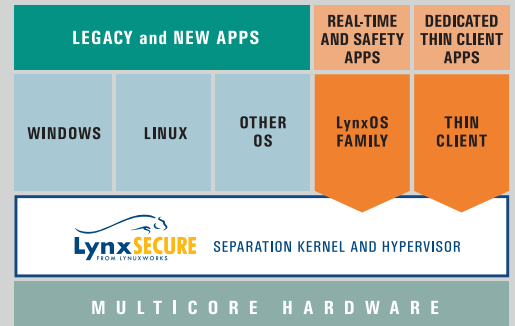 LEGACY and NEW APPS
REAL-TIME
AND SAFETY
APPS
DEDICATED
THIN CLIENT
APPS
WINDOWS
LINUX
OTHER
OS
LynxOS
FAMILY
THIN
CLIENT
LynxSECURE
FROM LYNUXWORKS
SEPARATION KERNEL AND HYPERVISOR
MULTICORE HARDWARE